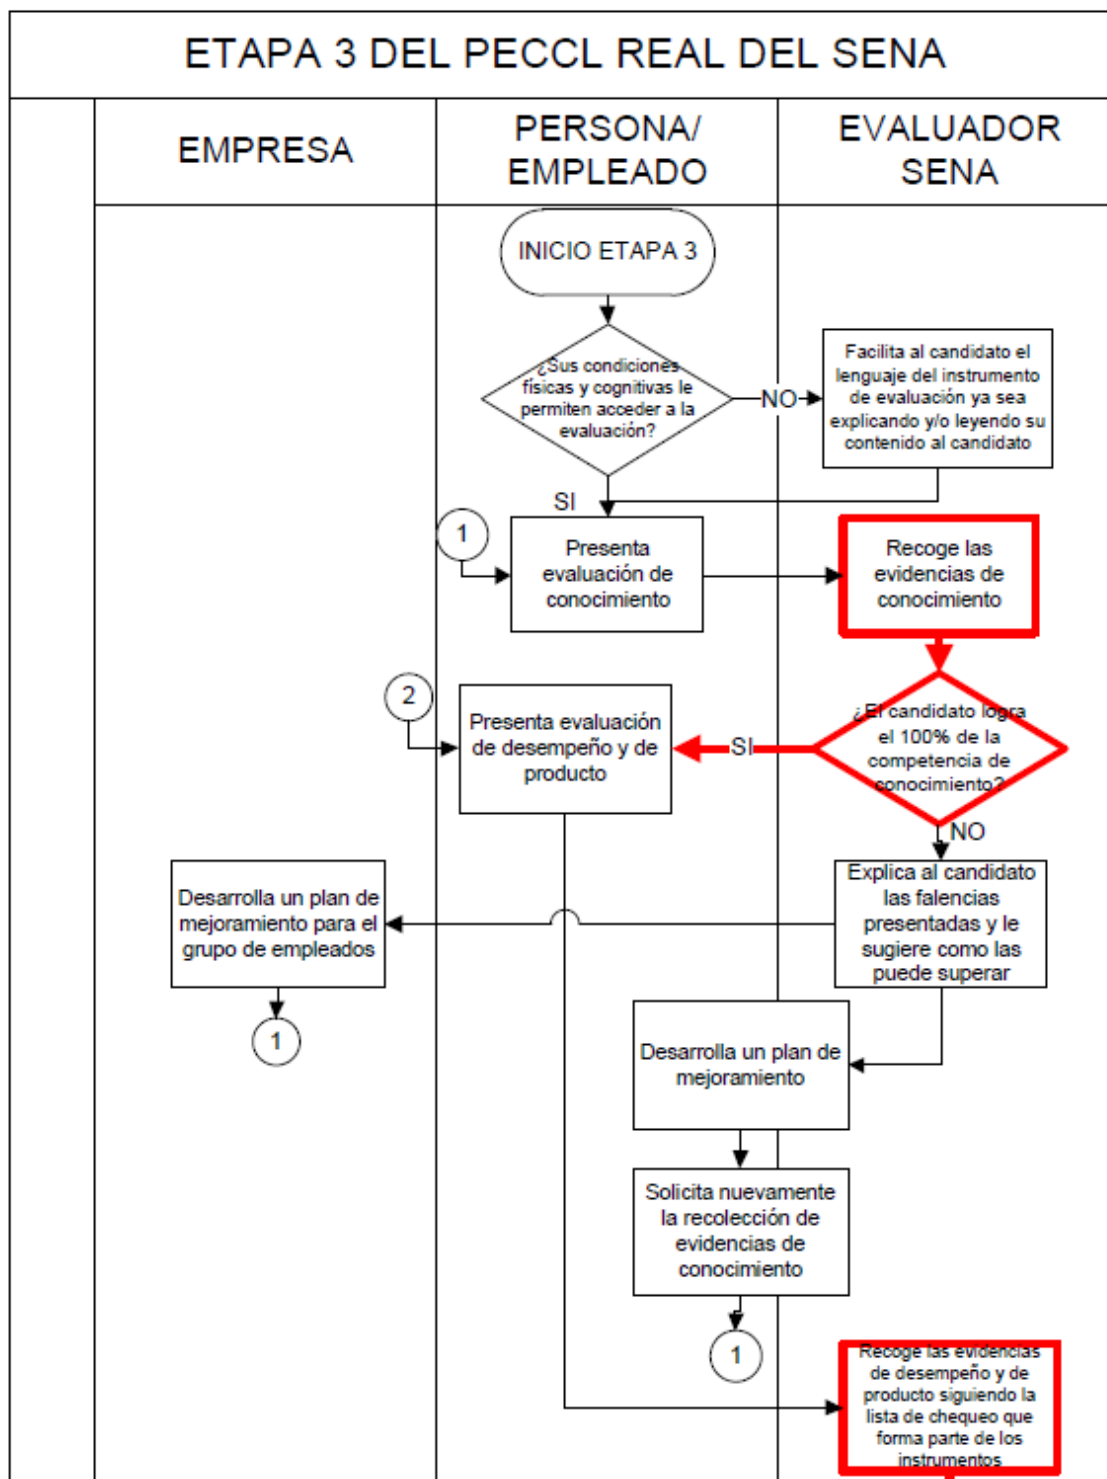 ETAPA 3 DEL PECCL REAL DEL SENA
EMPRESA
PERSONA/
EMPLEADO
EVALUADOR
SENA
INICIO ETAPA 3
¿Sus condiciones
físicas y cognitivas le
permiten acceder a la
evaluación?
NO
Facilita al candidato el
lenguaje del instrumento
de evaluación ya sea
explicando y/o leyendo su
contenido al candidato
SI
1
Presenta
evaluación de
conocimiento
Recoge las
evidencias de
conocimiento
2
Presenta evaluación
de desempeño y de
producto
SI
¿El candidato logra
el 100% de la
competencia de
conocimiento?
NO
Desarrolla un plan de
mejoramiento para el
grupo de empleados
Explica al candidato
las falencias
presentadas y le
sugiere como las
puede superar
1
Desarrolla un plan de
mejoramiento
Solicita nuevamente
la recolección de
evidencias de
conocimiento
1
Recoge las evidencias
de desempeño y de
producto siguiendo la
lista de chequeo que
forma parte de los
instrumentos